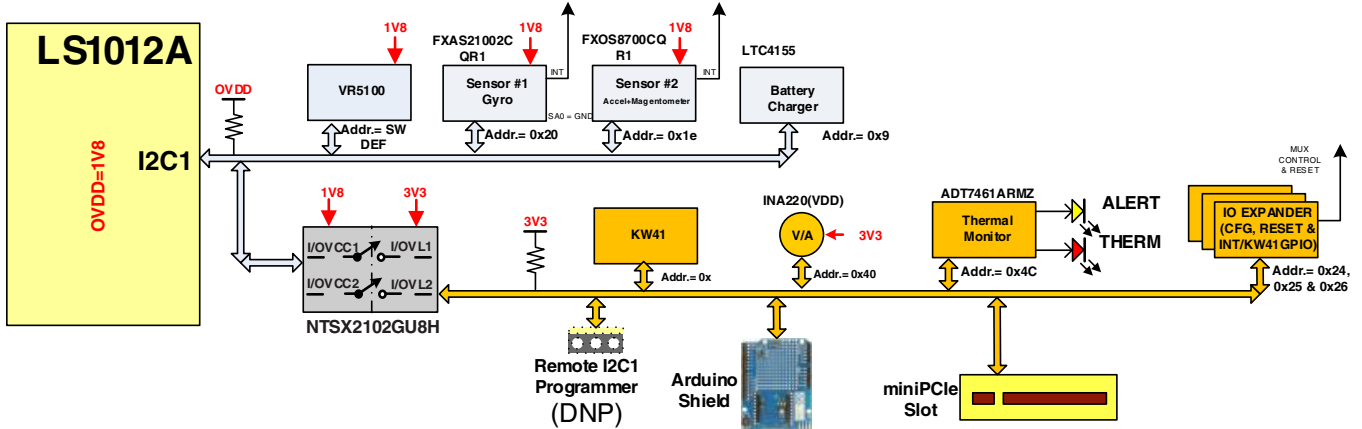 LS1012A
OVDD=1V8
I2C1
OVDD
1V8
VR5100
Addr.= SW
DEF
FXAS21002C
QR1
1V8
INT
Sensor #1
Gyro
SA0 = GND
Addr.= 0x20
FXOS8700CQ
R1
1V8
INT
Sensor #2
Accel+Magentometer
Addr.= 0x1e
LTC4155
Battery
Charger
Addr.= 0x9
1V8
3V3
I/OVCC1
I/OVL1
I/OVCC2
I/OVL2
NTSX2102GU8H
3V3
KW41
Addr.= 0x
INA220(VDD)
V/A
3V3
Addr.= 0x40
ADT7461ARMZ
Thermal
Monitor
ALERT
THERM
Addr.= 0x4C
MUX
CONTROL
& RESET
IO EXPANDER
(CFG, RESET &
INT/KW41GPIO)
Addr.= 0x24,
0x25 & 0x26
Remote I2C1
Programmer
(DNP)
Arduino
Shield
miniPCIe
Slot